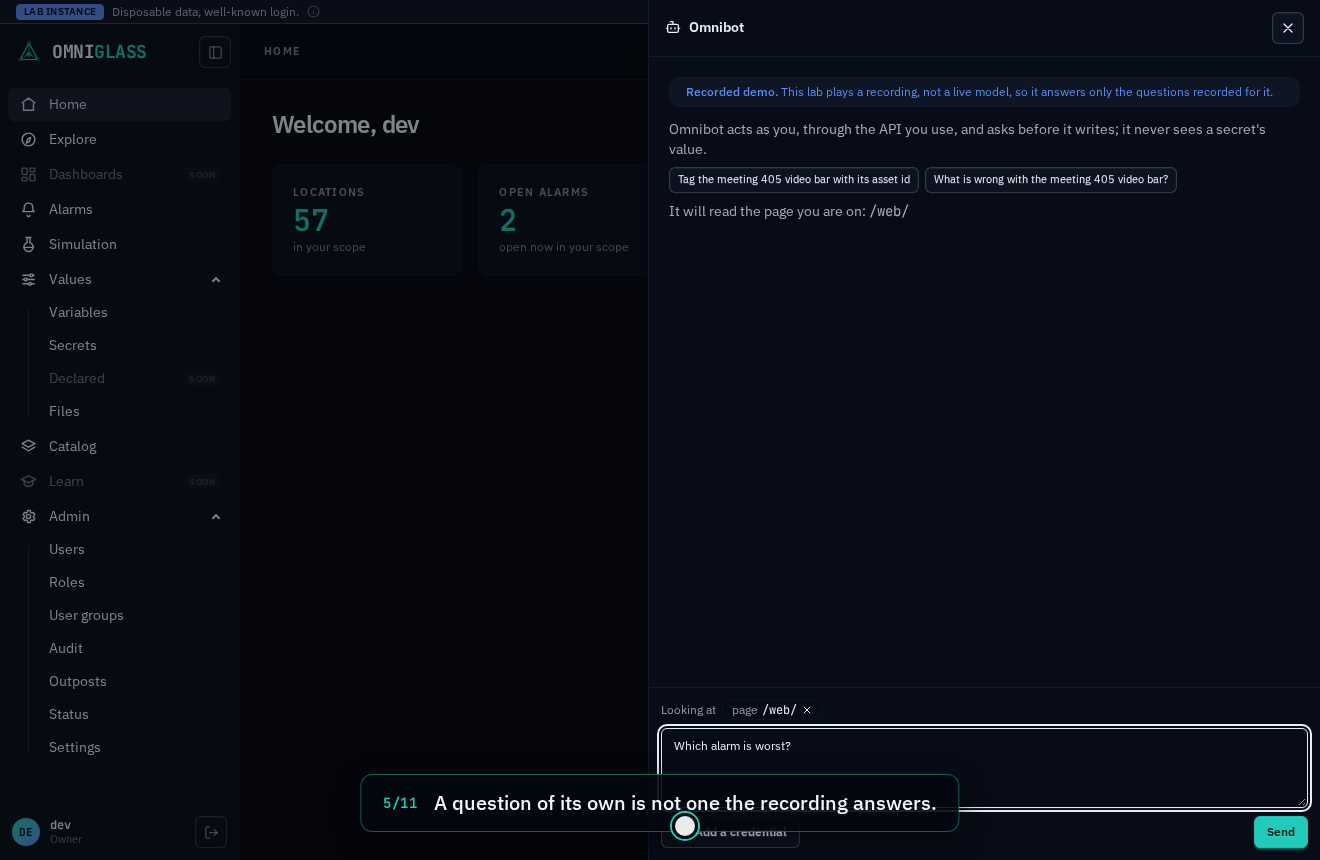 LAB INSTANCE Disposable data, well-known login.
OMNIGLASS
Home
Explore
Dashboards SOON
Alarms
Simulation
Values
Variables
Secrets
Declared SOON
Files
Catalog
Learn SOON
Admin
Users
Roles
User groups
Audit
Outposts
Status
Settings
DE dev
Owner
HOME
Welcome, dev
LOCATIONS
57
in your scope
OPEN ALARMS
2
open now in your scope
Omnibot
Recorded demo. This lab plays a recording, not a live model, so it answers only the questions recorded for it.
Omnibot acts as you, through the API you use, and asks before it writes; it never sees a secret's
value.
Tag the meeting 405 video bar with its asset id
What is wrong with the meeting 405 video bar?
It will read the page you are on: /web/
Looking at page /web/
Which alarm is worst?
5/11 A question of its own is not one the recording answers.
add a credential
Send